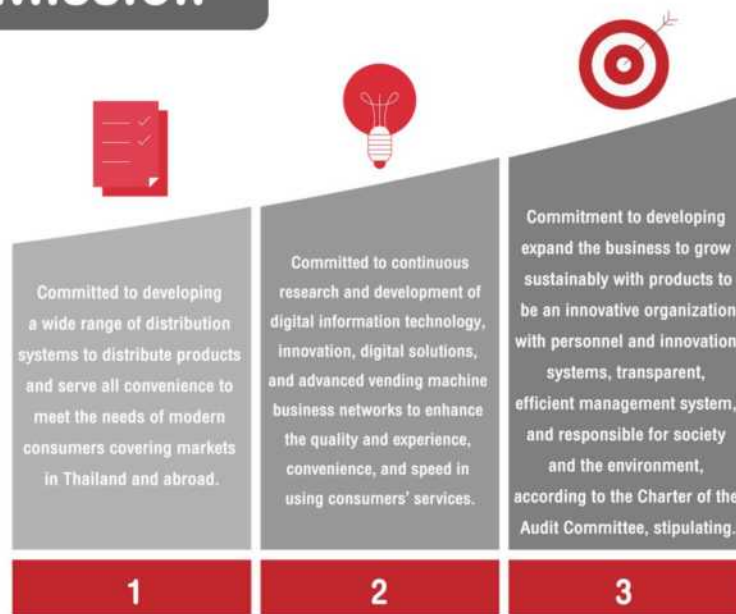 Mission
Committed to developing
a wide range of distribution
systems to distribute products
and serve all convenience to
meet the needs of modern
consumers covering markets
in Thailand and abroad.
1
Committed to continuous
research and development of
digital information technology,
innovation, digital solutions,
and advanced vending machine
business networks to enhance
the quality and experience,
convenience, and speed in
using consumers' services.
2
Commitment to developing
expand the business to grow
sustainably with products to
be an innovative organization
with personnel and innovation
systems, transparent,
efficient management system,
and responsible for society
and the environment,
according to the Charter of the
Audit Committee, stipulating.
3